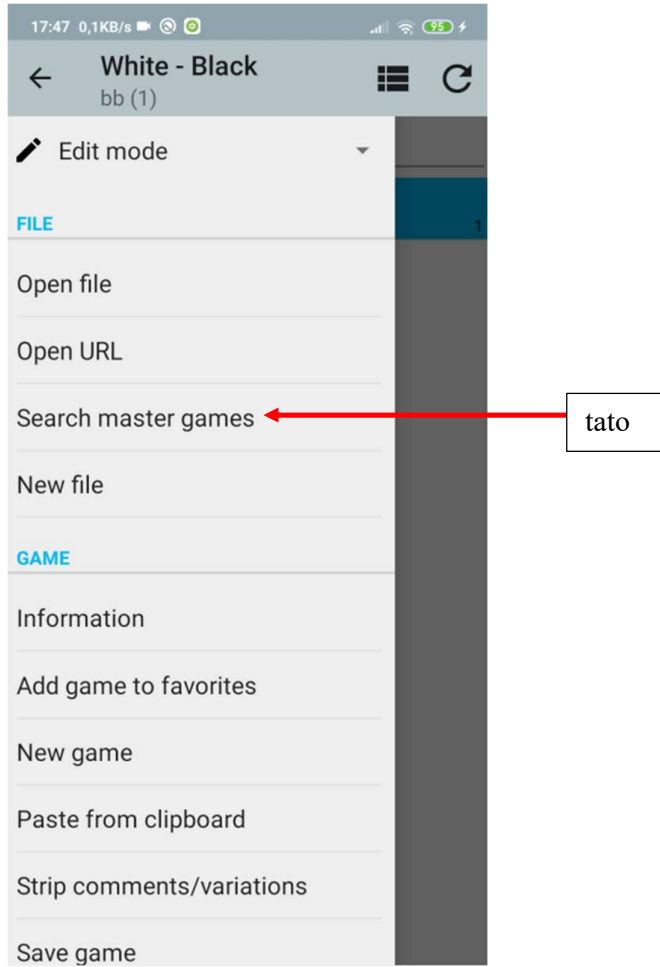 17:47 0,1KB/s 95
White - Black
bb (1)
Edit mode
FILE
1
Open file
Open URL
Search master games
tato
New file
GAME
Information
Add game to favorites
New game
Paste from clipboard
Strip comments/variations
Save game